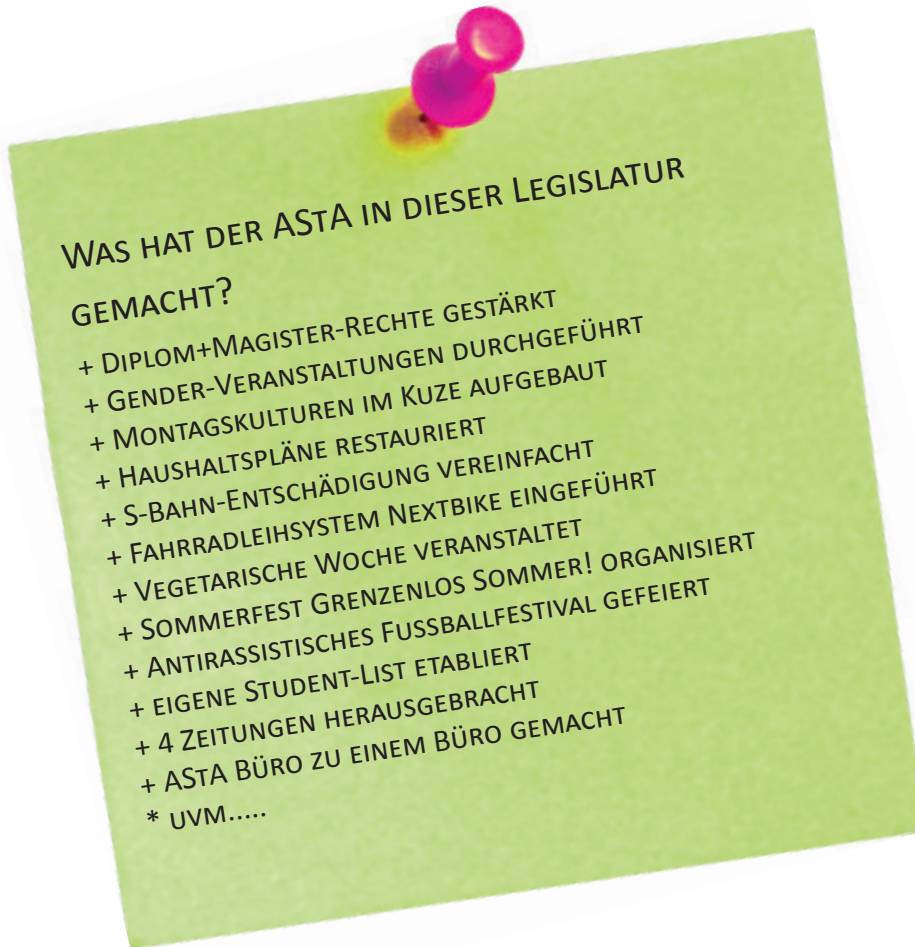 Was hat der AStA in dieser Legislatur
gemacht?
+ Diplom+Magister-Rechte gestärkt
+ Gender-Veranstaltungen durchgeführt
+ Montagskulturen im Kuze aufgebaut
+ Haushaltspläne restauriert
+ S-Bahn-Entschädigung vereinfacht
+ Fahrradleihsystem Nextbike eingeführt
+ Vegetarische Woche veranstaltet
+ Sommerfest Grenzenlos Sommer! organisiert
+ Antirassistisches Fussballfestival gefeiert
+ eigene Student-List etabliert
+ 4 Zeitungen herausgebracht
+ AStA Büro zu einem Büro gemacht
* uvm.....